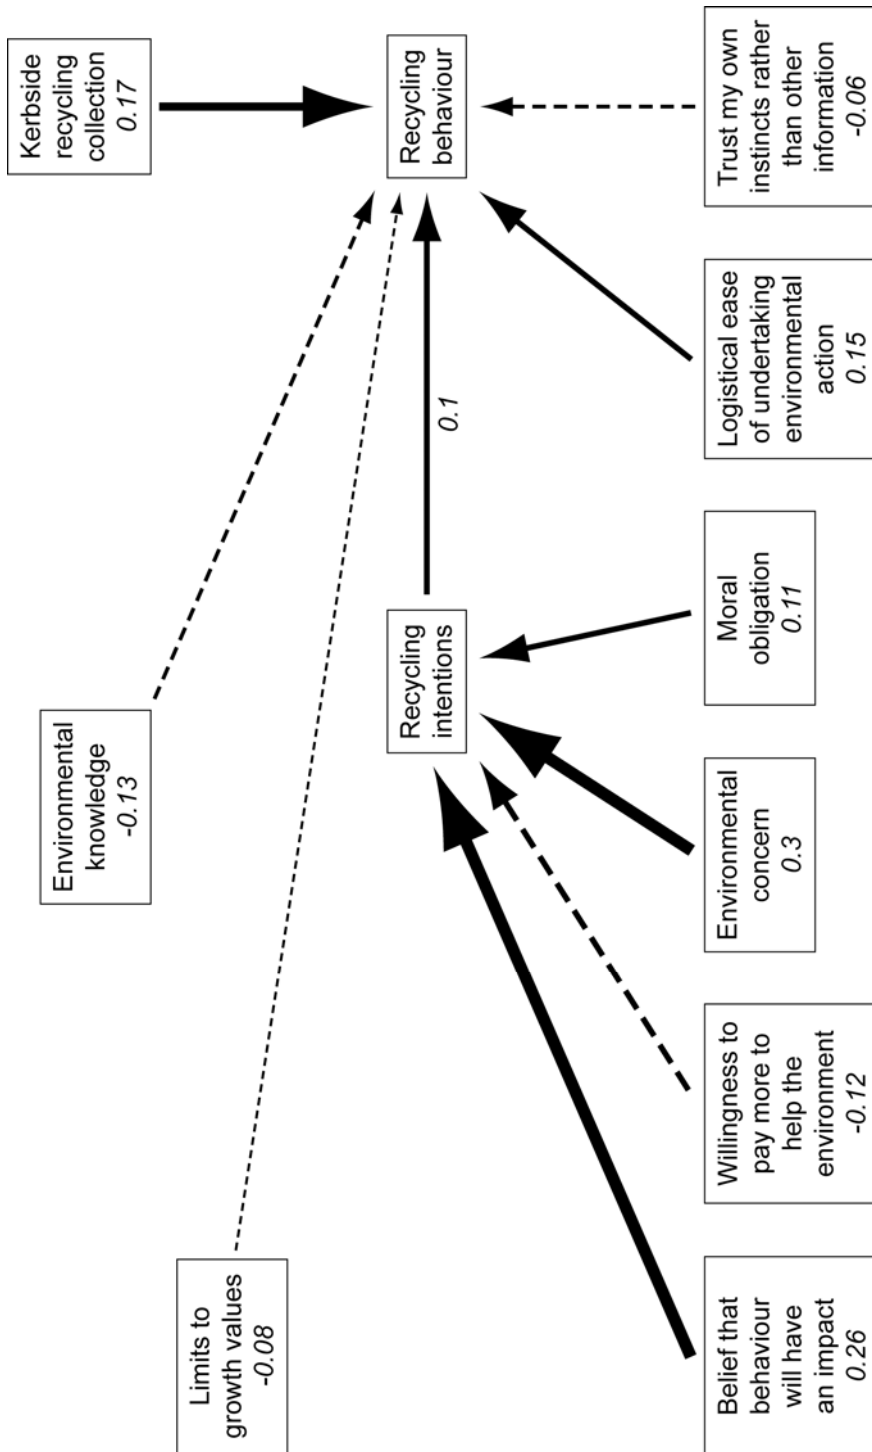 Limits to
growth values
-0.08
Environmental
knowledge
-0.13
Kerbside
recycling
collection
0.17
Recycling
intentions
0.1
Recycling
behaviour
Belief that
behaviour
will have
an impact
0.26
Willingness to
pay more to
help the
environment
-0.12
Environmental
concern
0.3
Moral
obligation
0.11
Logistical ease
of undertaking
environmental
action
0.15
Trust my own
instincts rather
than other
information
-0.06